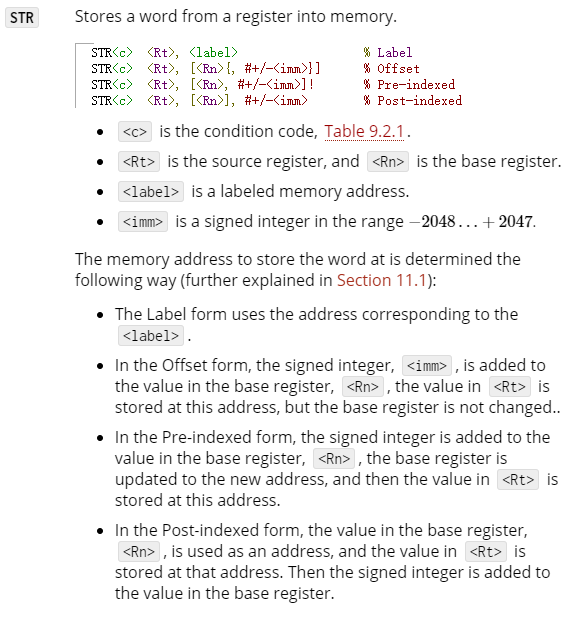 STR Stores a word from a register into memory.
STR<c> <Rt>, <label> % Label
STR<c> <Rt>, [<Rn>{, #+/-<imm>}] % Offset
STR<c> <Rt>, [<Rn>, #+/-<imm>]! % Pre-indexed
STR<c> <Rt>, [<Rn>], #+/-<imm> % Post-indexed
• <c> is the condition code, Table 9.2.1.
• <Rt> is the source register, and <Rn> is the base register.
• <label> is a labeled memory address.
• <imm> is a signed integer in the range −2048 … + 2047.
The memory address to store the word at is determined the
following way (further explained in Section 11.1):
• The Label form uses the address corresponding to the
<label> .
• In the Offset form, the signed integer, <imm> , is added to
the value in the base register, <Rn> , the value in <Rt> is
stored at this address, but the base register is not changed..
• In the Pre-indexed form, the signed integer is added to the
value in the base register, <Rn> , the base register is
updated to the new address, and then the value in <Rt> is
stored at this address.
• In the Post-indexed form, the value in the base register,
<Rn> , is used as an address, and the value in <Rt> is
stored at that address. Then the signed integer is added to
the value in the base register.